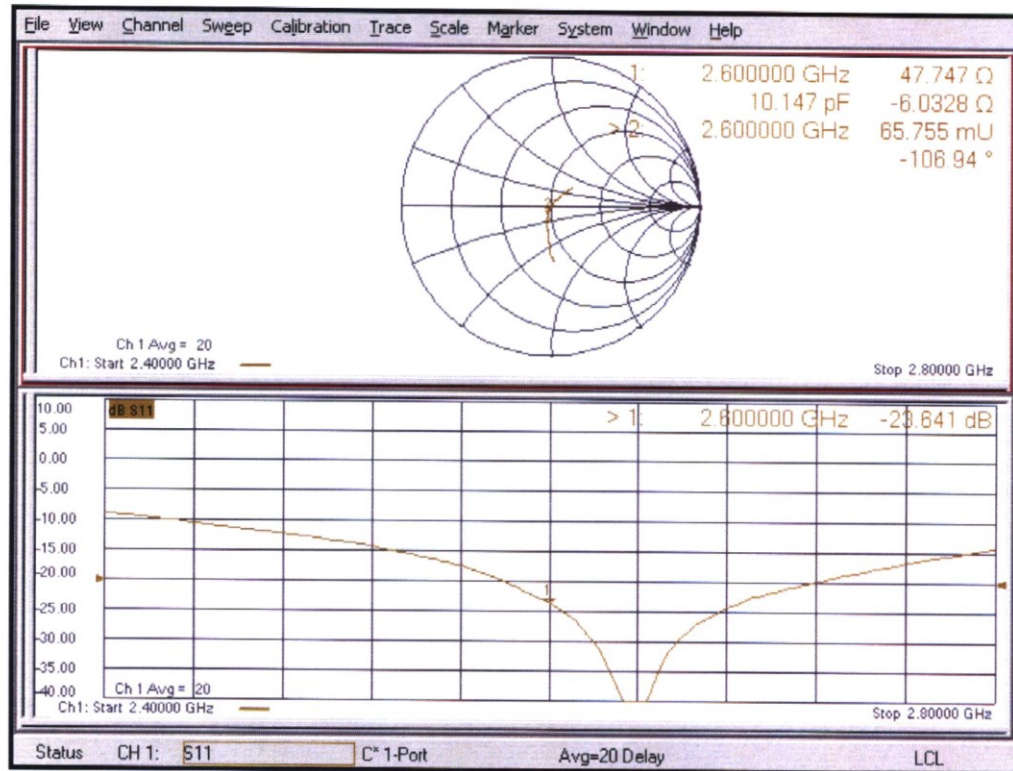 File View Channel Sweep Calibration Trace Scale Marker System Window Help
1: 2.600000 GHz 47.747 Ω
10.147 pF -6.0328 Ω
> 2: 2.600000 GHz 65.755 mU
-106.94 °
Ch 1 Avg = 20
Ch1: Start 2.40000 GHz Stop 2.80000 GHz
10.00 dB S11 > 1: 2.600000 GHz -23.641 dB
5.00
0.00
-5.00
-10.00
-15.00
-20.00
-25.00 1
-30.00
-35.00
-40.00
Ch 1 Avg = 20
Ch1: Start 2.40000 GHz Stop 2.80000 GHz
Status CH 1: S11 C* 1-Port Avg=20 Delay LCL